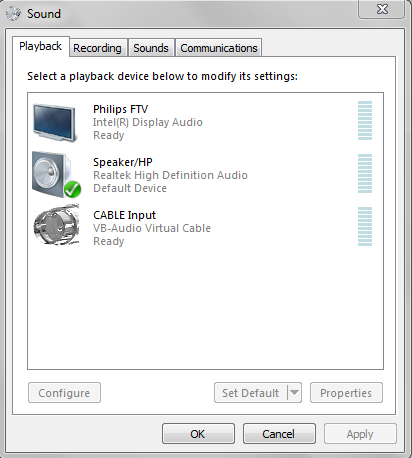 Sound
Playback Recording Sounds Communications
Select a playback device below to modify its settings:
Philips FTV
Intel(R) Display Audio
Ready
Speaker/HP
Realtek High Definition Audio
Default Device
CABLE Input
VB-Audio Virtual Cable
Ready
Configure Set Default Properties
OK Cancel Apply